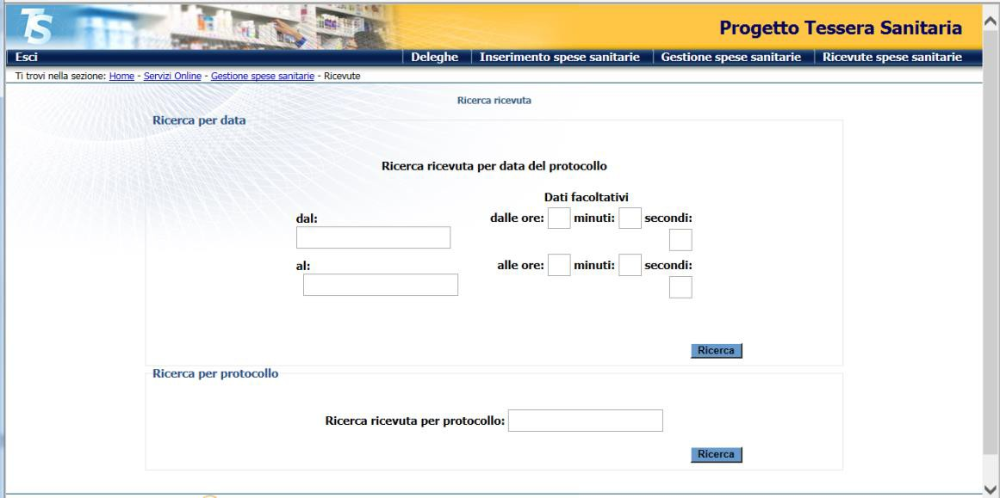 TS
Progetto Tessera Sanitaria
Esci Deleghe Inserimento spese sanitarie Gestione spese sanitarie Ricevute spese sanitarie
Ti trovi nella sezione: Home - Servizi Online - Gestione spese sanitarie - Ricevute
Ricerca ricevuta
Ricerca per data
Ricerca ricevuta per data del protocollo
Dati facoltativi
dal: dalle ore: minuti: secondi:
al: alle ore: minuti: secondi:
Ricerca
Ricerca per protocollo
Ricerca ricevuta per protocollo:
Ricerca